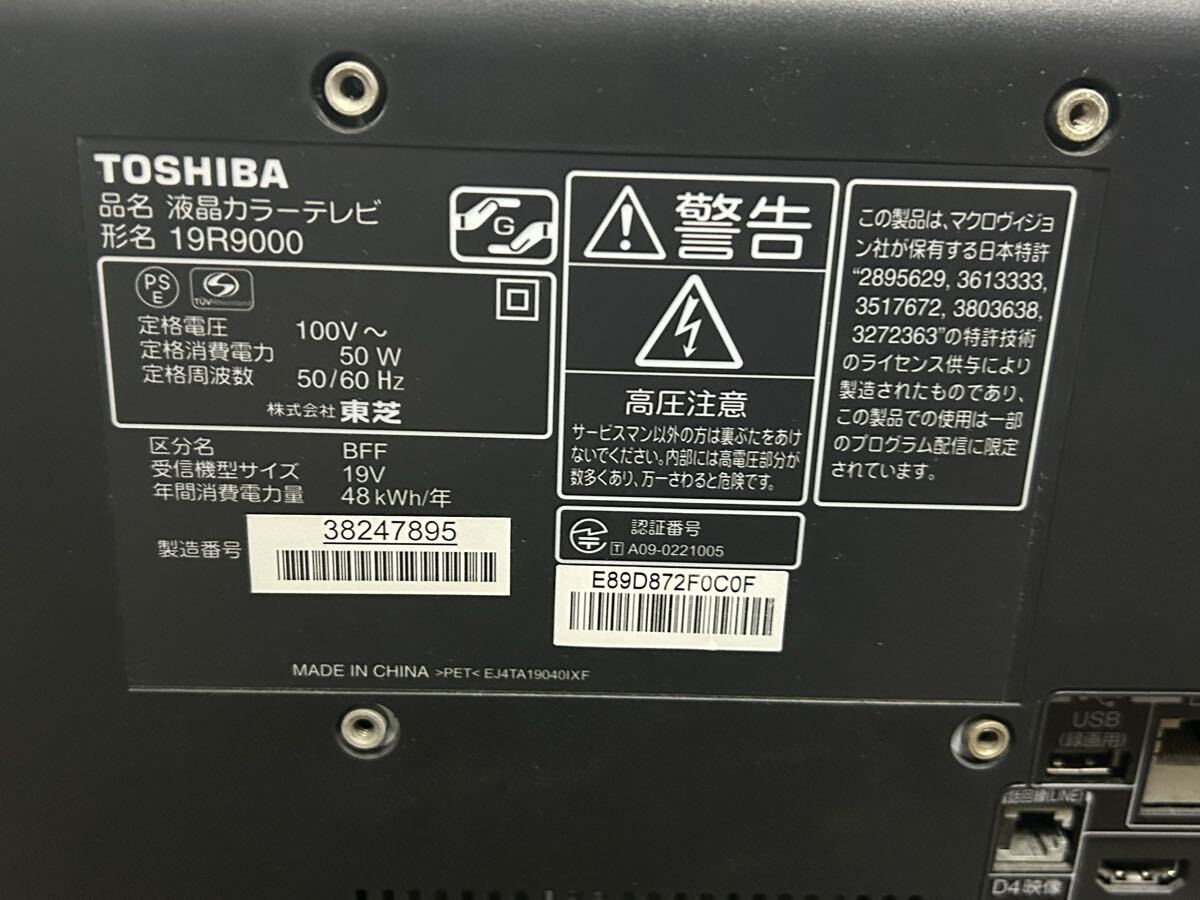 TOSHIBA
品名 液晶カラーテレビ
形名 19R9000
G
PS
E
TÜVRheinland
定格電圧 100V～
定格消費電力 50 W
定格周波数 50/60 Hz
株式会社 東芝
区分名 BFF
受信機型サイズ 19V
年間消費電力量 48 kWh/年
製造番号 38247895
警告
高圧注意
サービスマン以外の方は裏ぶたをあけ
ないでください。内部には高電圧部分が
数多くあり、万一さわると危険です。
認証番号
T A09-0221005
E89D872F0C0F
この製品は、マクロヴィジョ
ン社が保有する日本特許
“2895629, 3613333,
3517672, 3803638,
3272363”の特許技術
のライセンス供与により
製造されたものであり、
この製品での使用は一部
のプログラム配信に限定
されています。
MADE IN CHINA >PET< EJ4TA19040IXF
USB
(録画用)
話回線(LINE)
D4映像